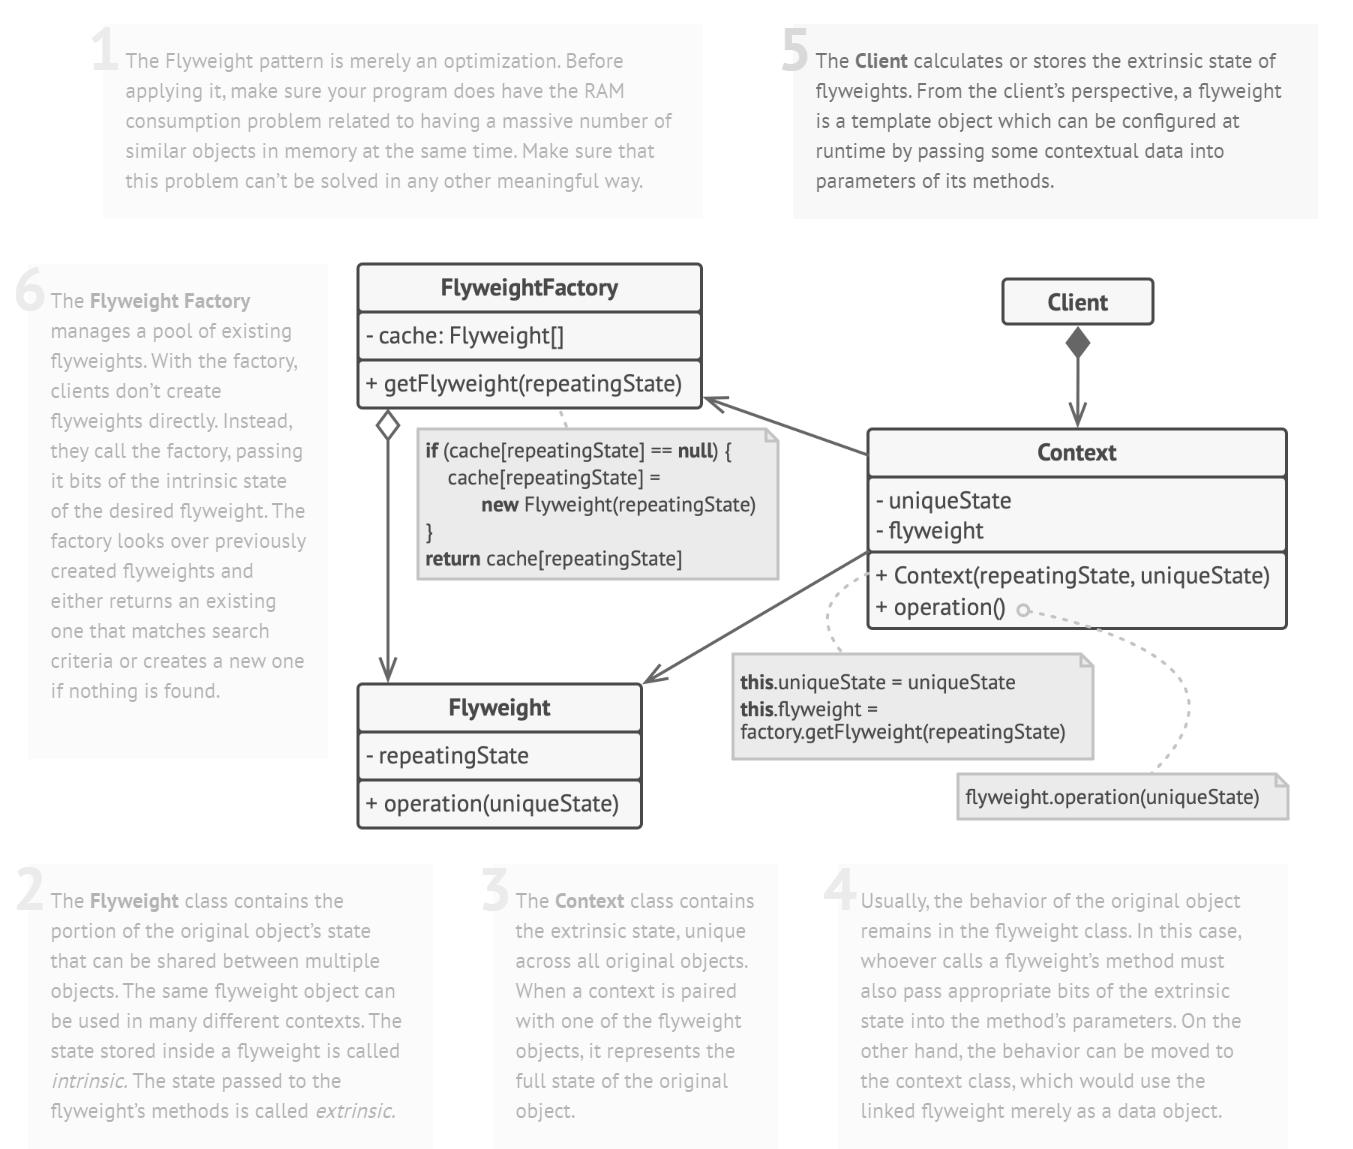 1
The Flyweight pattern is merely an optimization. Before
applying it, make sure your program does have the RAM
consumption problem related to having a massive number of
similar objects in memory at the same time. Make sure that
this problem can't be solved in any other meaningful way.
5
The Client calculates or stores the extrinsic state of
flyweights. From the client's perspective, a flyweight
is a template object which can be configured at
runtime by passing some contextual data into
parameters of its methods.
6
The Flyweight Factory
manages a pool of existing
flyweights. With the factory,
clients don't create
flyweights directly. Instead,
they call the factory, passing
it bits of the intrinsic state
of the desired flyweight. The
factory looks over previously
created flyweights and
either returns an existing
one that matches search
criteria or creates a new one
if nothing is found.
FlyweightFactory
- cache: Flyweight[]
+ getFlyweight(repeatingState)
if (cache[repeatingState] == null) {
cache[repeatingState] =
new Flyweight(repeatingState)
}
return cache[repeatingState]
Client
Context
- uniqueState
- flyweight
+ Context(repeatingState, uniqueState)
+ operation()
this.uniqueState = uniqueState
this.flyweight =
factory.getFlyweight(repeatingState)
flyweight.operation(uniqueState)
Flyweight
- repeatingState
+ operation(uniqueState)
2
The Flyweight class contains the
portion of the original object's state
that can be shared between multiple
objects. The same flyweight object can
be used in many different contexts. The
state stored inside a flyweight is called
intrinsic. The state passed to the
flyweight's methods is called extrinsic.
3
The Context class contains
the extrinsic state, unique
across all original objects.
When a context is paired
with one of the flyweight
objects, it represents the
full state of the original
object.
4
Usually, the behavior of the original object
remains in the flyweight class. In this case,
whoever calls a flyweight's method must
also pass appropriate bits of the extrinsic
state into the method's parameters. On the
other hand, the behavior can be moved to
the context class, which would use the
linked flyweight merely as a data object.